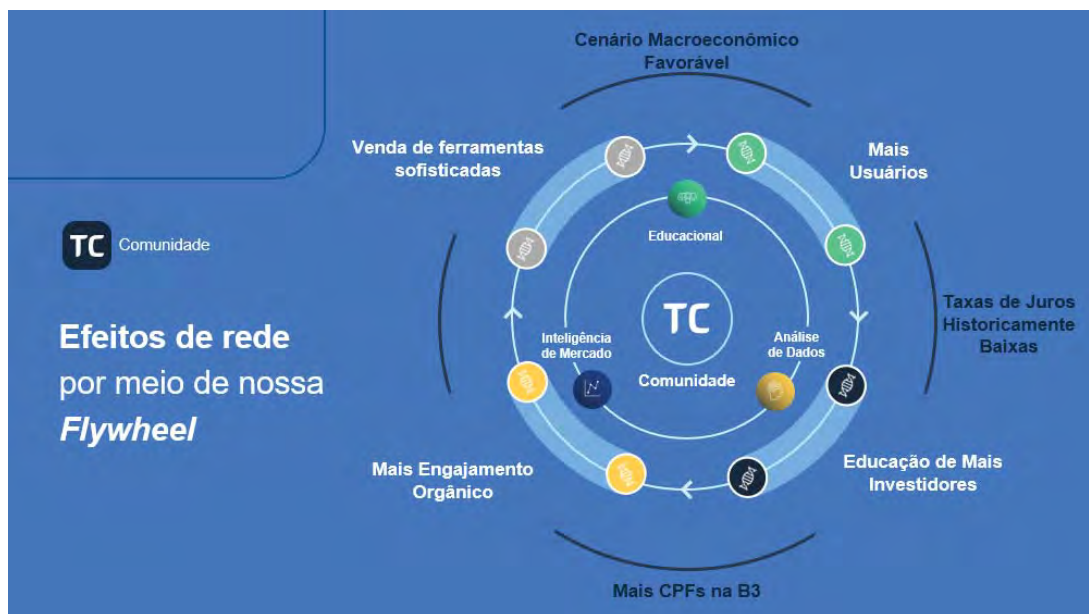 TC Comunidade
Efeitos de rede
por meio de nossa
Flywheel
Cenário Macroeconômico
Favorável
Venda de ferramentas
sofisticadas
Mais
Usuários
Educacional
TC
Comunidade
Inteligência
de Mercado
Análise
de Dados
Taxas de Juros
Historicamente
Baixas
Mais Engajamento
Orgânico
Educação de Mais
Investidores
Mais CPFs na B3